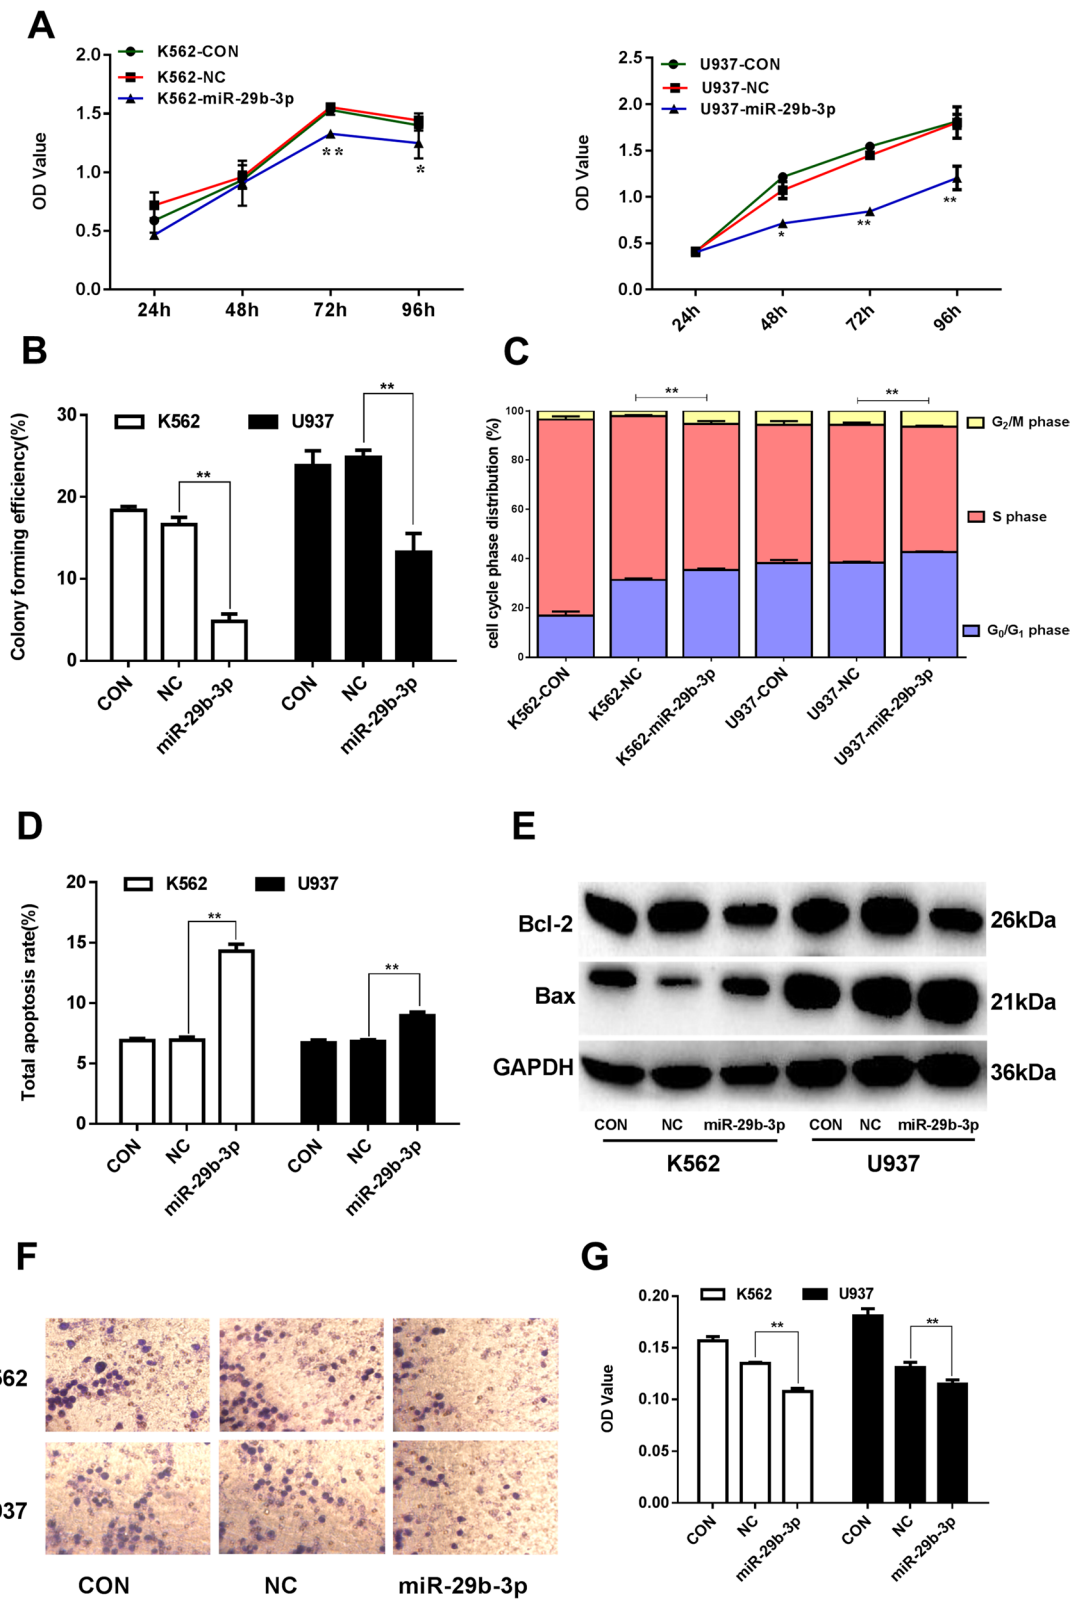 A
K562-CON
K562-NC
K562-miR-29b-3p
OD Value
2.0
1.5
1.0
0.5
0.0
**
*
24h
48h
72h
96h
U937-CON
U937-NC
U937-miR-29b-3p
OD Value
2.5
2.0
1.5
1.0
0.5
0.0
*
**
**
24h
48h
72h
96h
B
Colony forming efficiency(%)
30
20
10
0
K562
U937
**
**
CON
NC
miR-29b-3p
CON
NC
miR-29b-3p
C
cell cycle phase distribution (%)
100
80
60
40
20
0
**
**
G2/M phase
S phase
G0/G1 phase
K562-CON
K562-NC
K562-miR-29b-3p
U937-CON
U937-NC
U937-miR-29b-3p
D
Total apoptosis rate(%)
20
15
10
5
0
K562
U937
**
**
CON
NC
miR-29b-3p
CON
NC
miR-29b-3p
E
Bcl-2
26kDa
Bax
21kDa
GAPDH
36kDa
CON NC miR-29b-3p CON NC miR-29b-3p
K562 U937
F
562
937
CON NC miR-29b-3p
G
OD Value
0.20
0.15
0.10
0.05
0.00
K562
U937
**
**
CON
NC
miR-29b-3p
CON
NC
miR-29b-3p